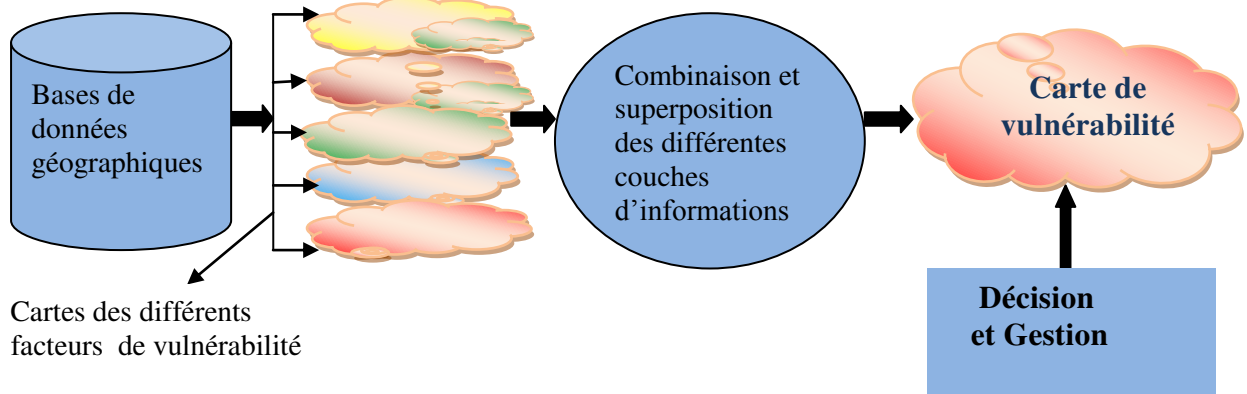 Bases de
données
géographiques
Cartes des différents
facteurs de vulnérabilité
Combinaison et
superposition
des différentes
couches
d’informations
Carte de
vulnérabilité
Décision
et Gestion